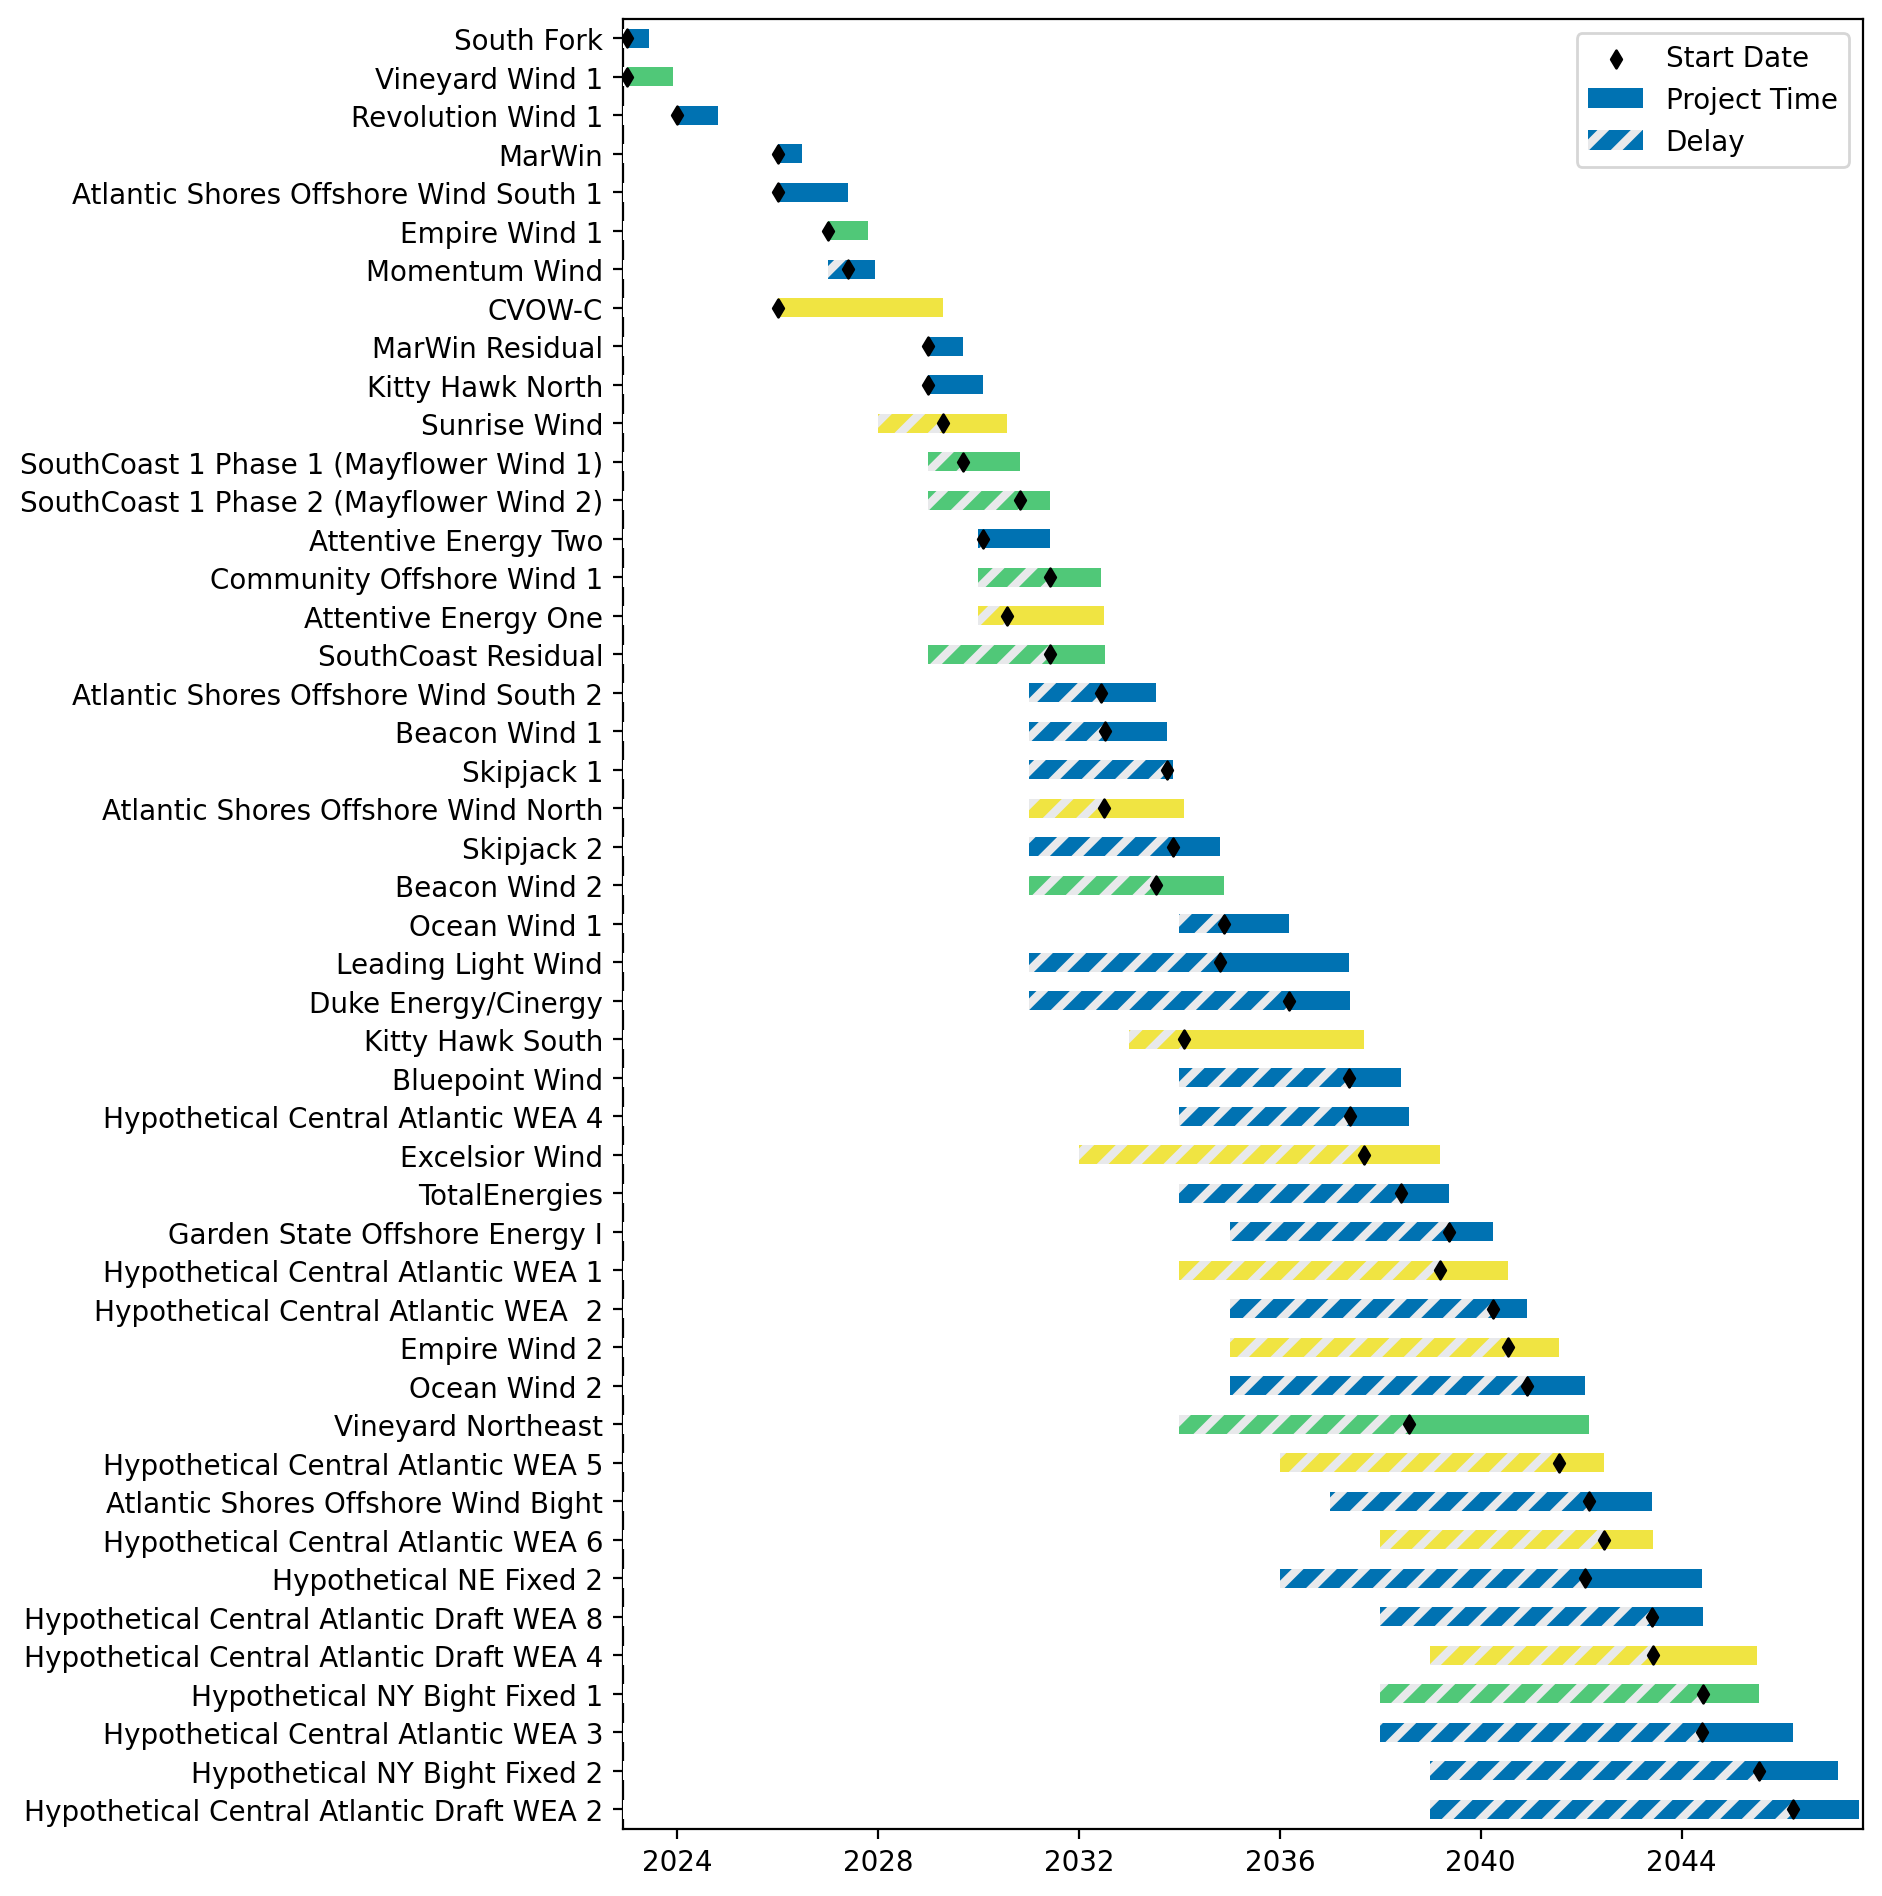 South Fork
Vineyard Wind 1
Revolution Wind 1
MarWin
Atlantic Shores Offshore Wind South 1
Empire Wind 1
Momentum Wind
CVOW-C
MarWin Residual
Kitty Hawk North
Sunrise Wind
SouthCoast 1 Phase 1 (Mayflower Wind 1)
SouthCoast 1 Phase 2 (Mayflower Wind 2)
Attentive Energy Two
Community Offshore Wind 1
Attentive Energy One
SouthCoast Residual
Atlantic Shores Offshore Wind South 2
Beacon Wind 1
Skipjack 1
Atlantic Shores Offshore Wind North
Skipjack 2
Beacon Wind 2
Ocean Wind 1
Leading Light Wind
Duke Energy/Cinergy
Kitty Hawk South
Bluepoint Wind
Hypothetical Central Atlantic WEA 4
Excelsior Wind
TotalEnergies
Garden State Offshore Energy I
Hypothetical Central Atlantic WEA 1
Hypothetical Central Atlantic WEA  2
Empire Wind 2
Ocean Wind 2
Vineyard Northeast
Hypothetical Central Atlantic WEA 5
Atlantic Shores Offshore Wind Bight
Hypothetical Central Atlantic WEA 6
Hypothetical NE Fixed 2
Hypothetical Central Atlantic Draft WEA 8
Hypothetical Central Atlantic Draft WEA 4
Hypothetical NY Bight Fixed 1
Hypothetical Central Atlantic WEA 3
Hypothetical NY Bight Fixed 2
Hypothetical Central Atlantic Draft WEA 2
Start Date
Project Time
Delay
2024 2028 2032 2036 2040 2044